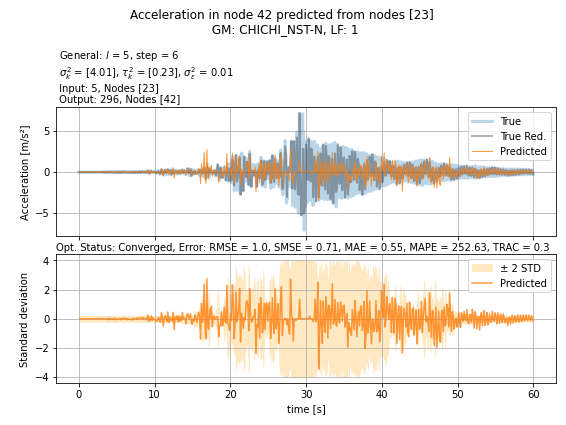 Acceleration in node 42 predicted from nodes [23]
GM: CHICHI_NST-N, LF: 1
General: l = 5, step = 6
σ²ₖ = [4.01], τ²ₖ = [0.23], σ²ₑ = 0.01
Input: 5, Nodes [23]
Output: 296, Nodes [42]
Acceleration [m/s²]
5
0
−5
True
True Red.
Predicted
Opt. Status: Converged, Error: RMSE = 1.0, SMSE = 0.71, MAE = 0.55, MAPE = 252.63, TRAC = 0.3
Standard deviation
4
2
0
−2
−4
± 2 STD
Predicted
0 10 20 30 40 50 60
time [s]